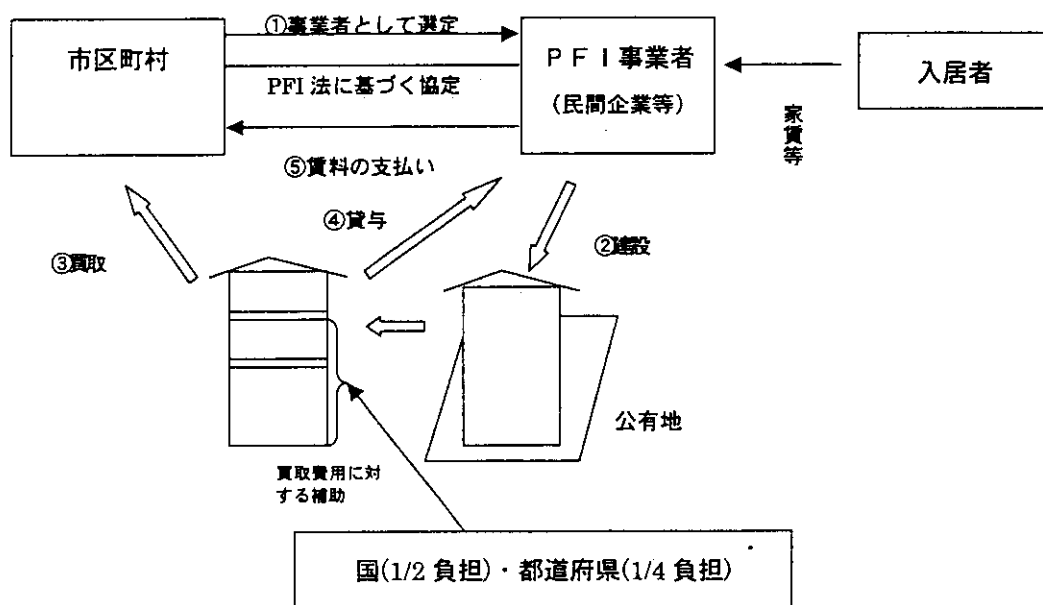 ①事業者として選定
市区町村
PFI 法に基づく協定
ＰＦＩ事業者
(民間企業等)
入居者
家賃等
⑤賃料の支払い
④貸与
③買取
②建設
公有地
買取費用に対
する補助
国(1/2 負担)・都道府県(1/4 負担)